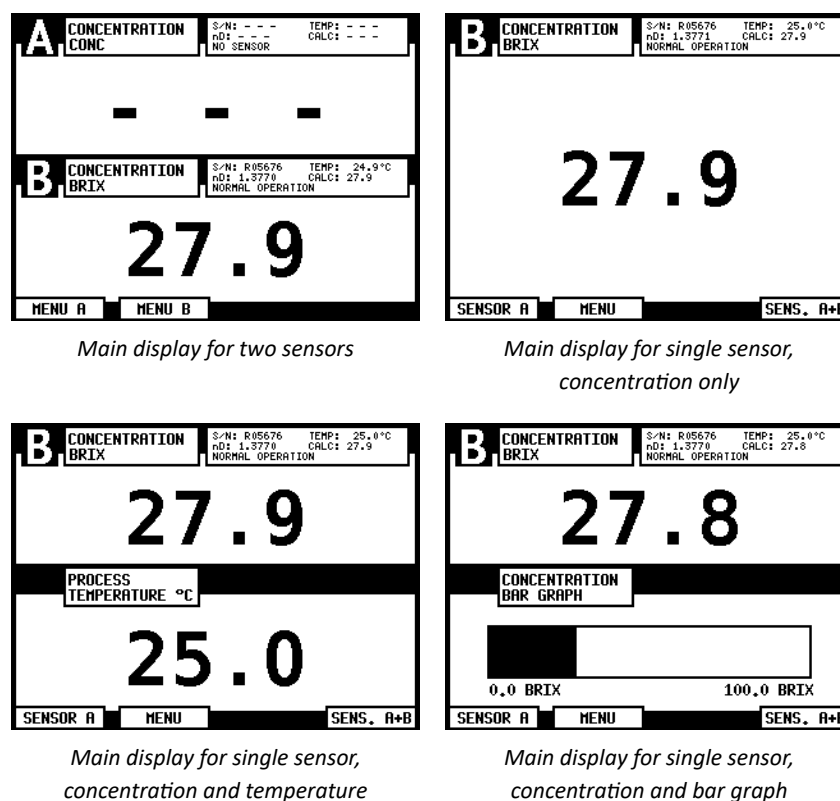 A CONCENTRATION CONC
S/N: - - - TEMP: - - -
nD: - - - CALC: - - -
NO SENSOR
- - -
B CONCENTRATION BRIX
S/N: R05676 TEMP: 24.9°C
nD: 1.3770 CALC: 27.9
NORMAL OPERATION
27.9
MENU A MENU B
Main display for two sensors
B CONCENTRATION BRIX
S/N: R05676 TEMP: 25.0°C
nD: 1.3771 CALC: 27.9
NORMAL OPERATION
27.9
SENSOR A MENU SENS. A+
Main display for single sensor,
concentration only
B CONCENTRATION BRIX
S/N: R05676 TEMP: 25.0°C
nD: 1.3770 CALC: 27.9
NORMAL OPERATION
27.9
PROCESS
TEMPERATURE °C
25.0
SENSOR A MENU SENS. A+B
Main display for single sensor,
concentration and temperature
B CONCENTRATION BRIX
S/N: R05676 TEMP: 25.0°C
nD: 1.3770 CALC: 27.8
NORMAL OPERATION
27.8
CONCENTRATION
BAR GRAPH
0.0 BRIX 100.0 BRIX
SENSOR A MENU SENS. A+
Main display for single sensor,
concentration and bar graph